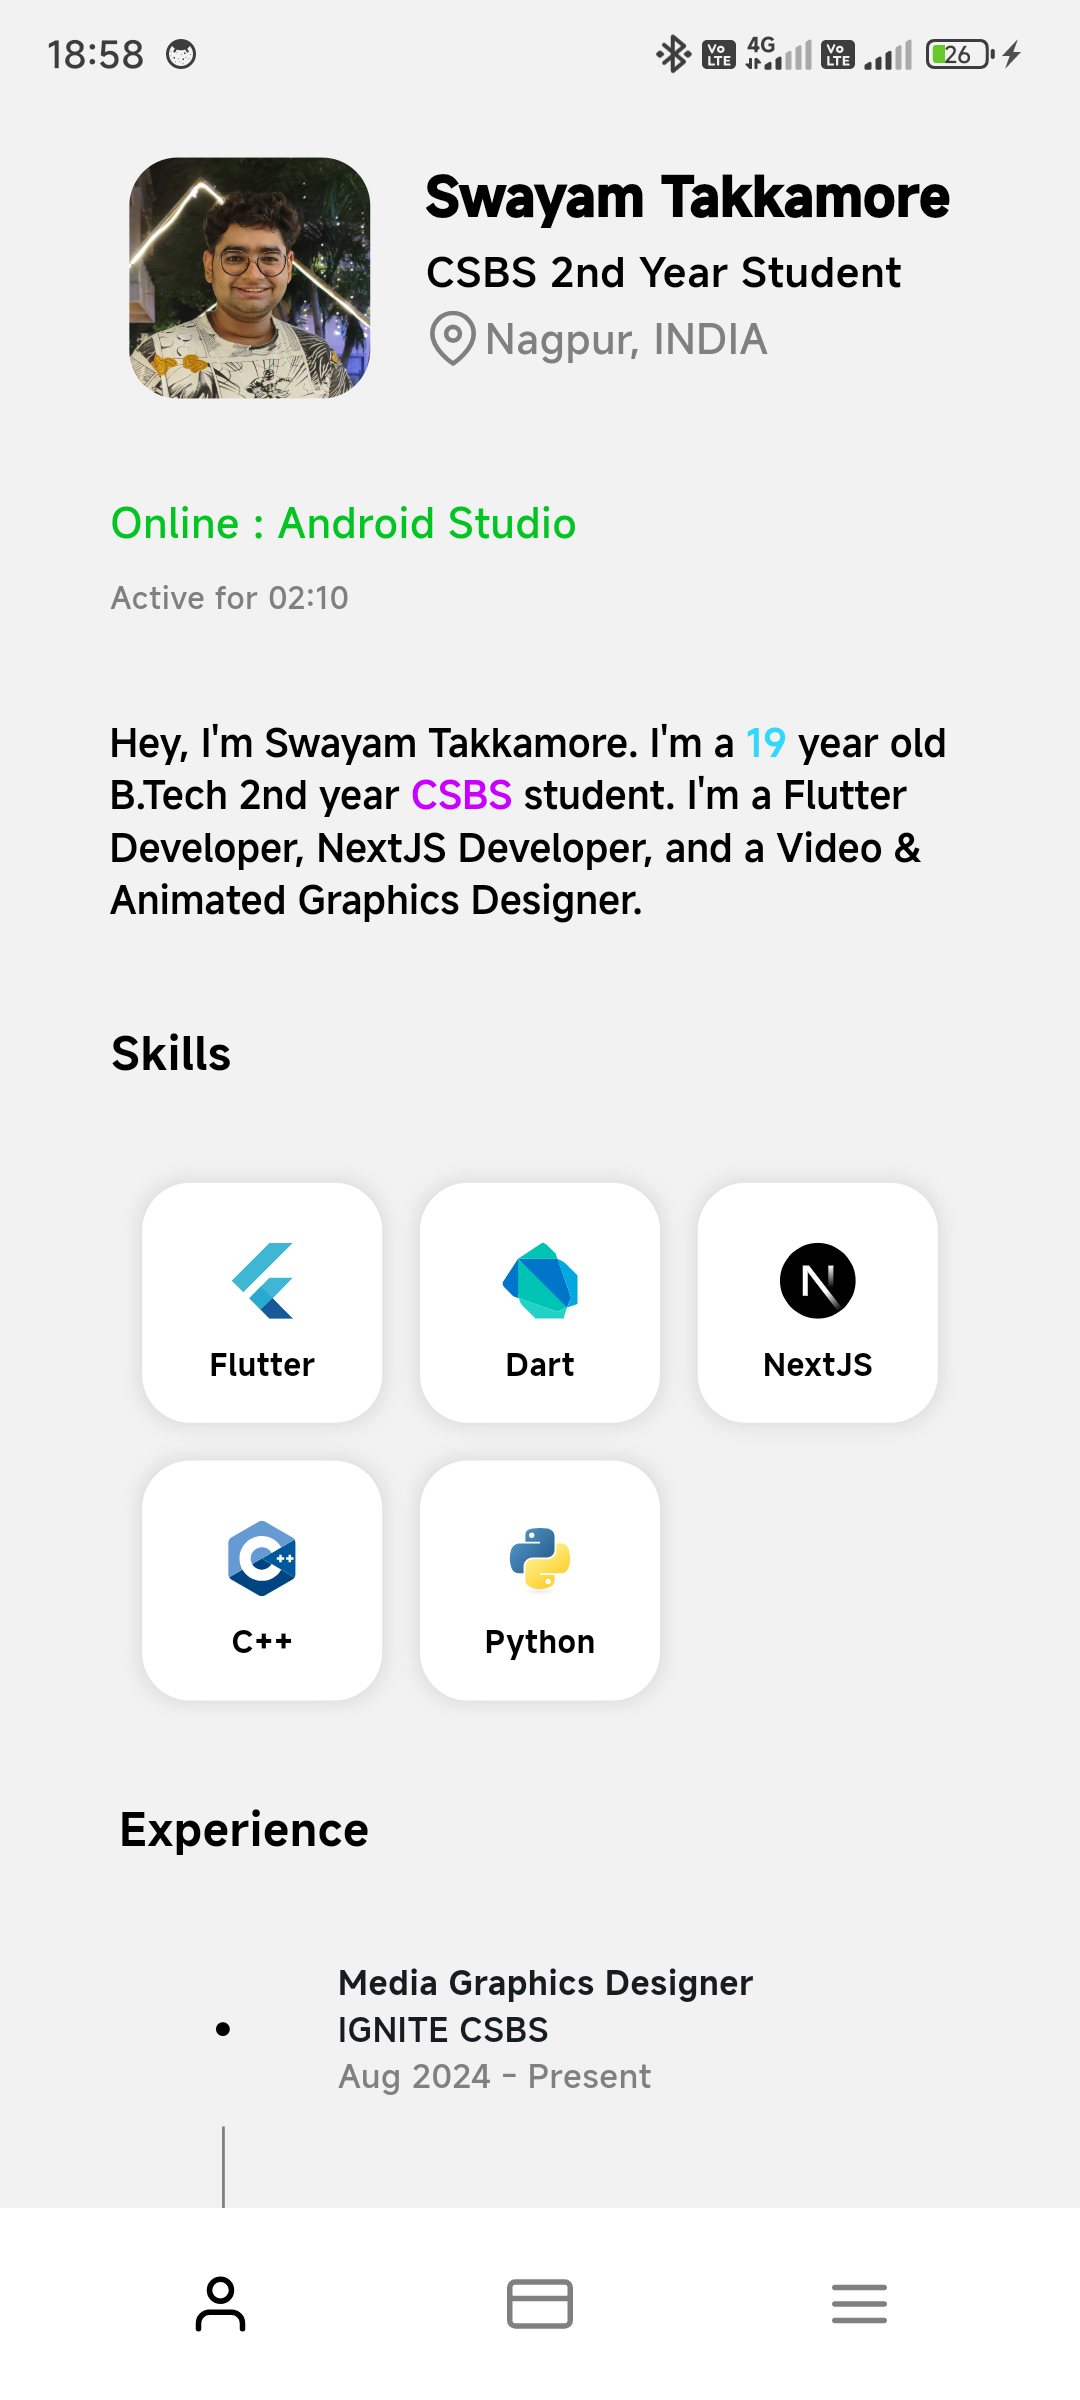 18:58
Vo LTE
4G
Vo LTE
26
Swayam Takkamore
CSBS 2nd Year Student
Nagpur, INDIA
Online : Android Studio
Active for 02:10
Hey, I'm Swayam Takkamore. I'm a 19 year old
B.Tech 2nd year CSBS student. I'm a Flutter
Developer, NextJS Developer, and a Video &
Animated Graphics Designer.
Skills
Flutter
Dart
NextJS
C++
Python
Experience
Media Graphics Designer
IGNITE CSBS
Aug 2024 - Present